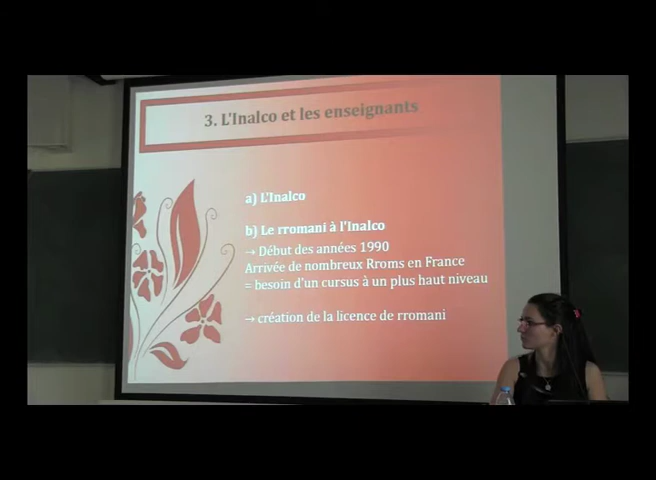 3. L'Inalco et les enseignants
a) L'Inalco
b) Le rromani à l'Inalco
→ Début des années 1990
Arrivée de nombreux Rroms en France
= besoin d'un cursus à un plus haut niveau
→ création de la licence de rromani